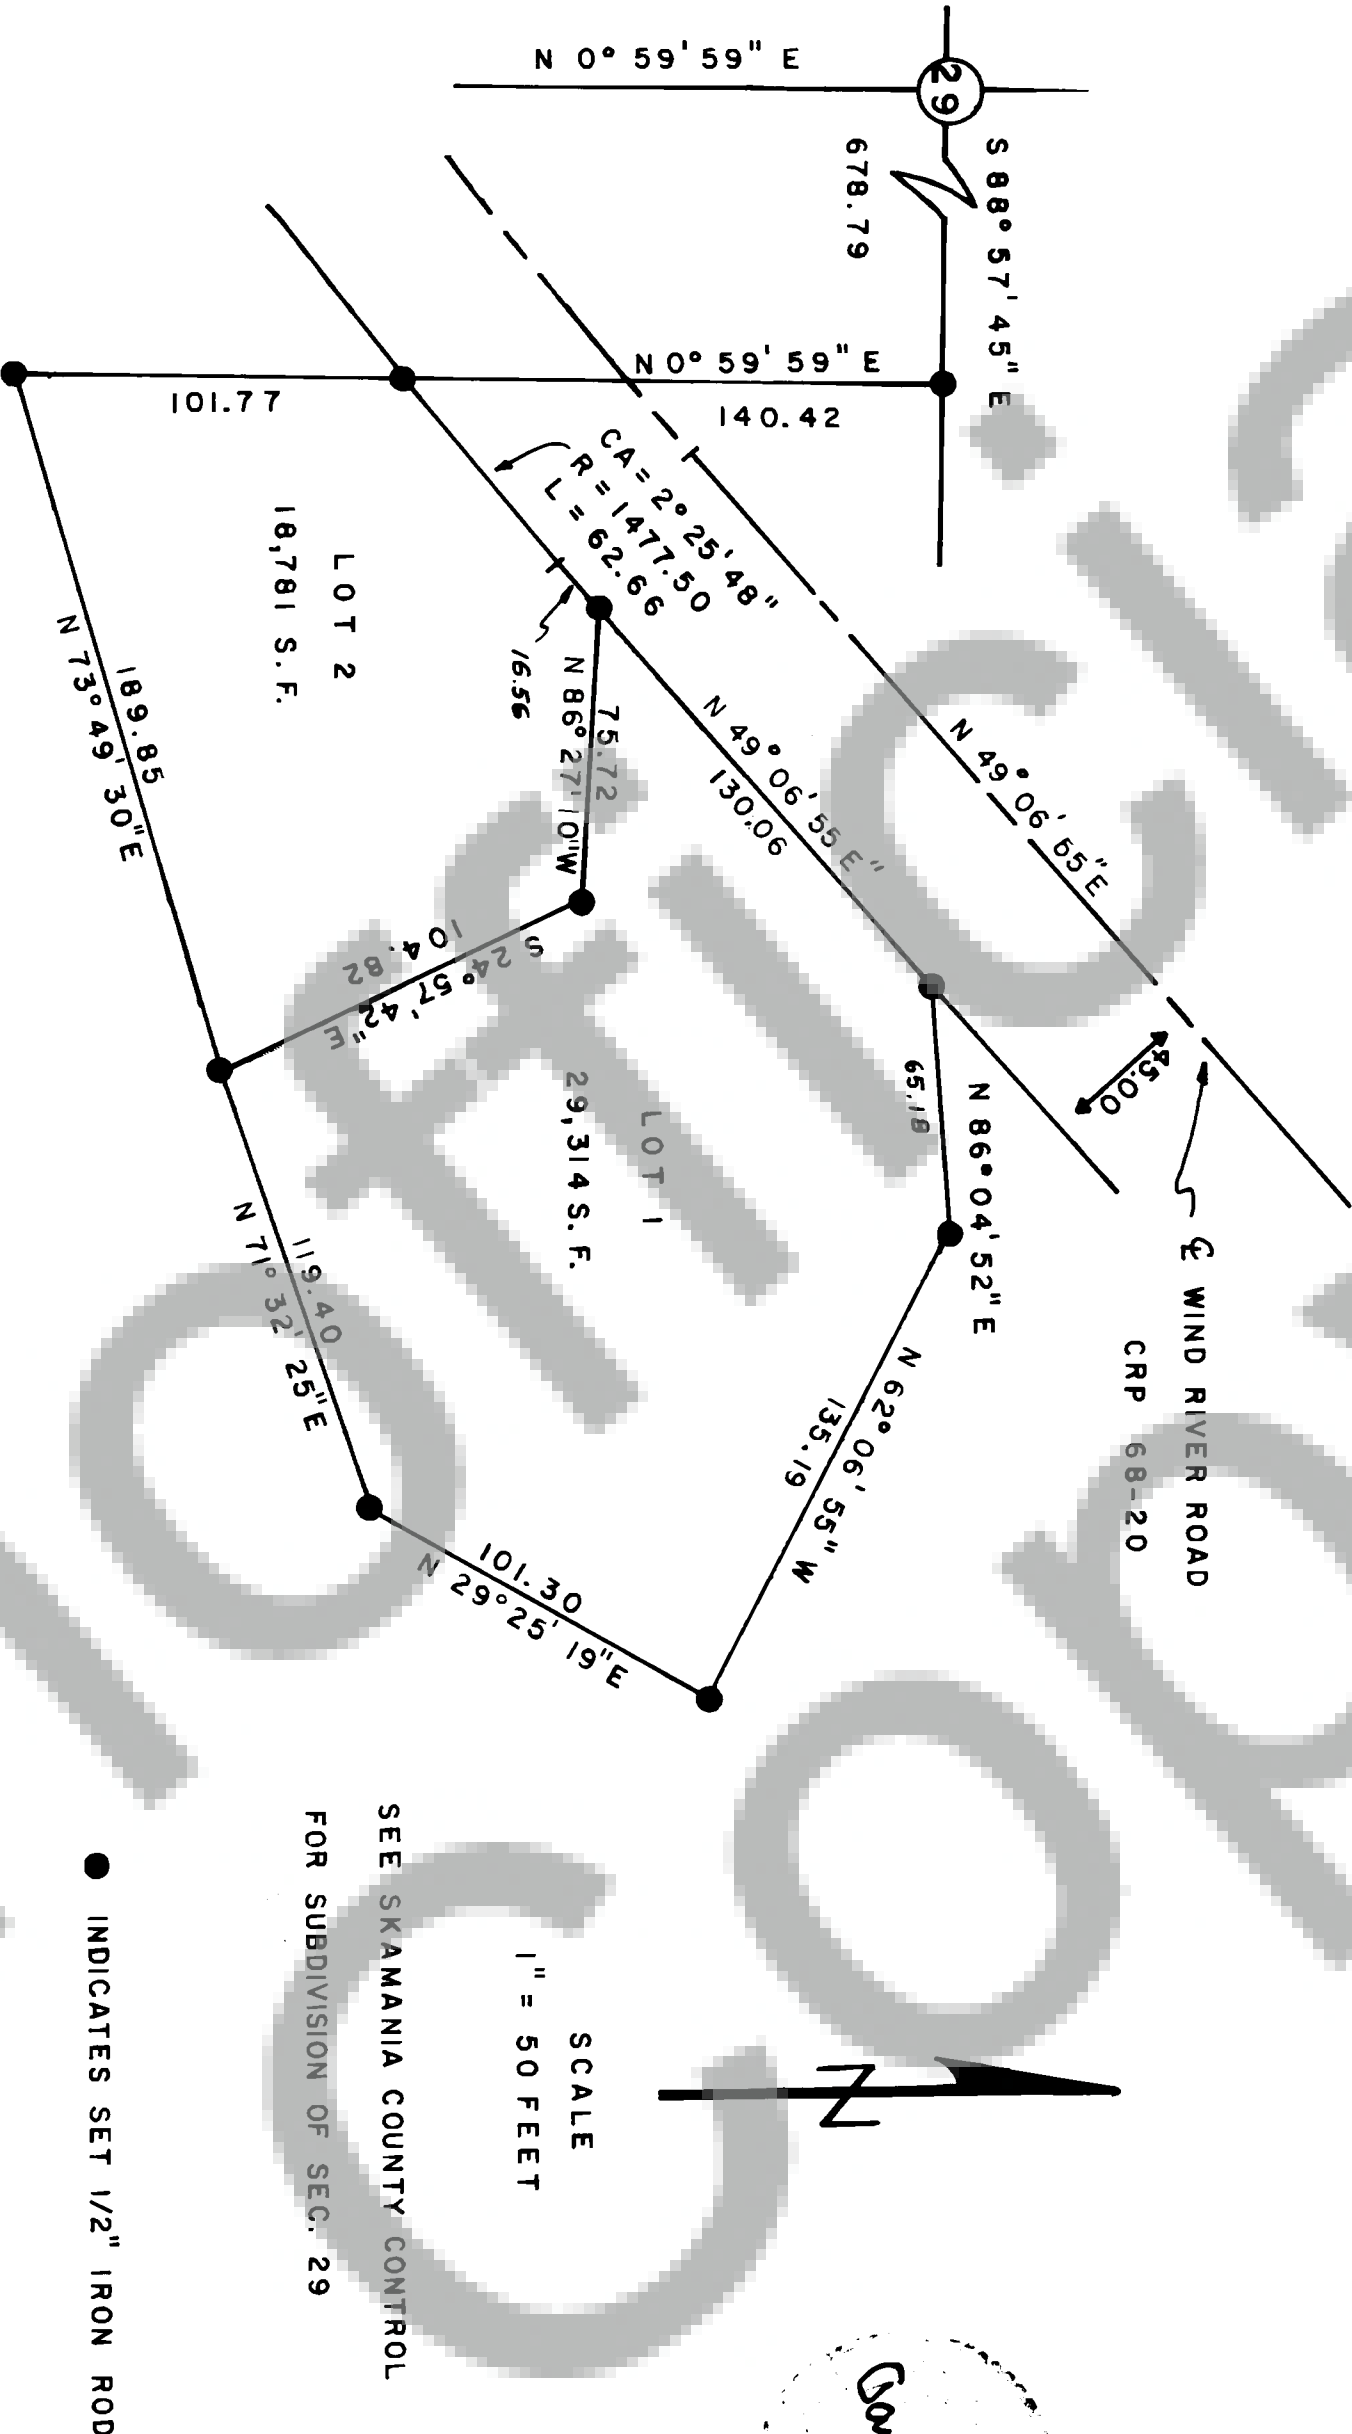 N 0° 59' 59" E
29
S 88° 57' 45" E
678.79
N 0° 59' 59" E
140.42
101.77
CA = 2° 25' 48"
R = 1477.50
L = 62.66
16.56
N 49° 06' 55" E
N 49° 06' 55 E"
130.06
45.00
℄ WIND RIVER ROAD
CRP 68-20
N 86° 04' 52" E
65.18
N 62° 06' 55" W
135.19
75.72
N 86° 27' 10" W
104.82
S 24° 57' 42" E
LOT 2
18,781 S. F.
LOT 1
29,314 S. F.
189.85
N 73° 49' 30" E
119.40
N 71° 32' 25" E
101.30
N 29° 25' 19" E
N
SCALE
1" = 50 FEET
SEE SKAMANIA COUNTY CONTROL
FOR SUBDIVISION OF SEC. 29
● INDICATES SET 1/2" IRON ROD